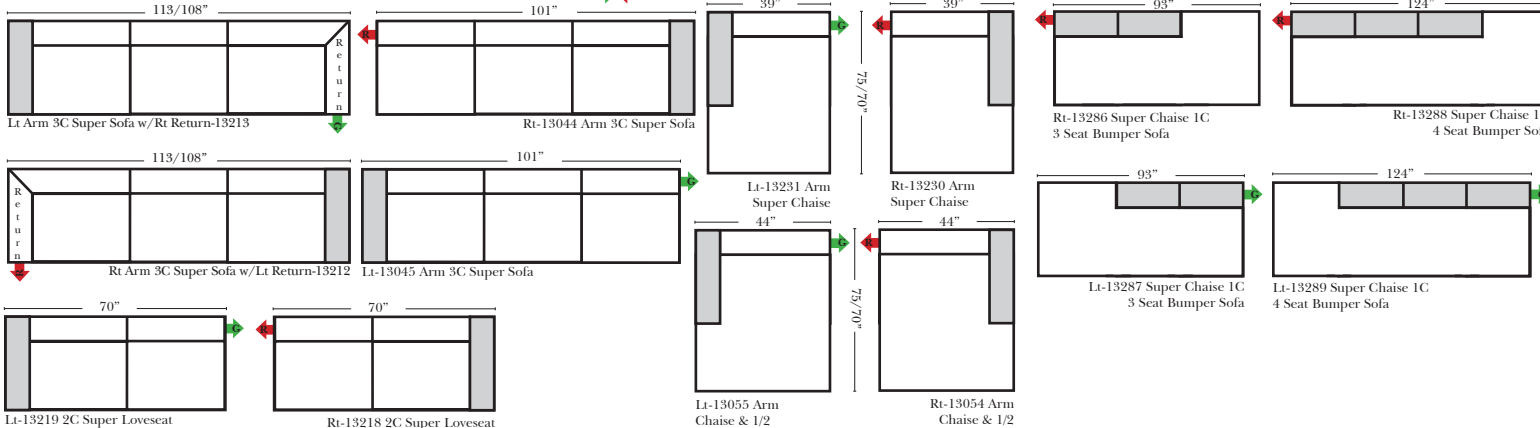 113/108”
101”
39”
39”
93”
124”
R
e
t
u
r
n
G
R
G
R
R
R
75/70”
Lt Arm 3C Super Sofa w/Rt Return-13213
Rt-13044 Arm 3C Super Sofa
Rt-13286 Super Chaise 1C
3 Seat Bumper Sofa
Rt-13288 Super Chaise 1
4 Seat Bumper Sof
113/108”
101”
Lt-13231 Arm
Super Chaise
Rt-13230 Arm
Super Chaise
93”
124”
R
e
t
u
r
n
R
G
G
G
Rt Arm 3C Super Sofa w/Lt Return-13212
Lt-13045 Arm 3C Super Sofa
44”
44”
G
R
75/70”
Lt-13287 Super Chaise 1C
3 Seat Bumper Sofa
Lt-13289 Super Chaise 1C
4 Seat Bumper Sofa
70”
70”
G
R
Lt-13219 2C Super Loveseat
Rt-13218 2C Super Loveseat
Lt-13055 Arm
Chaise & 1/2
Rt-13054 Arm
Chaise & 1/2